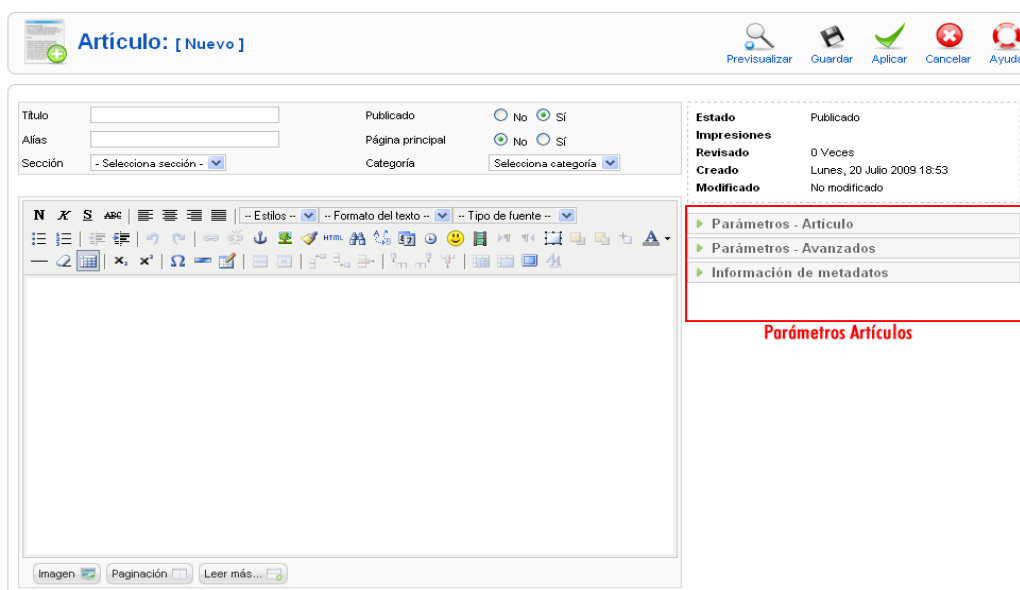 Artículo: [ Nuevo ]
Previsualizar Guardar Aplicar Cancelar Ayuda
Título Publicado No Sí
Alías Página principal No Sí
Sección - Selecciona sección - Categoría Selecciona categoría
Estado Publicado
Impresiones
Revisado 0 Veces
Creado Lunes, 20 Julio 2009 18:53
Modificado No modificado
N K S ABC -- Estilos -- -- Formato del texto -- -- Tipo de fuente --
HTML A
Parámetros - Artículo
Parámetros - Avanzados
Información de metadatos
Parámetros Artículos
Imagen Paginación Leer más...